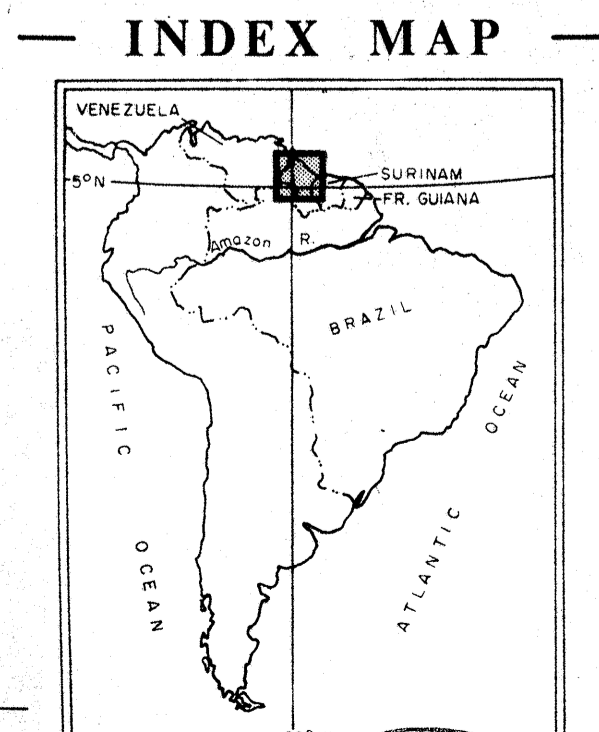 INDEX MAP
VENEZUELA
5°N
SURINAM
FR. GUIANA
Amazon R.
BRAZIL
PACIFIC OCEAN
ATLANTIC OCEAN